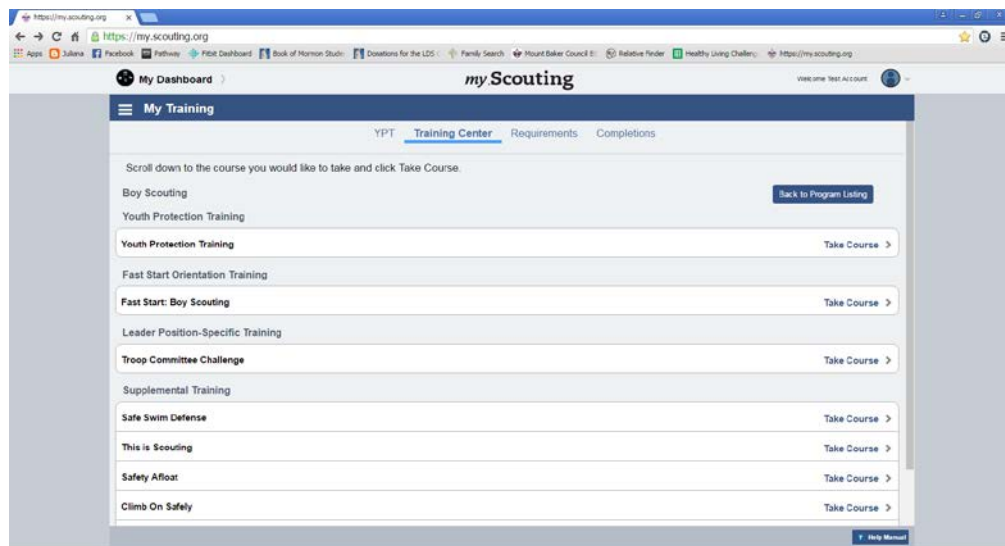 https://my.scouting.org
https://my.scouting.org
Apps Juliana Facebook Pathway Fitbit Dashboard Book of Mormon Stude Donations for the LDS Family Search Mount Baker Council Relative Finder Healthy Living Challeng https://my.scouting.org
My Dashboard my.Scouting Welcome Test Account
My Training
YPT Training Center Requirements Completions
Scroll down to the course you would like to take and click Take Course.
Boy Scouting Back to Program Listing
Youth Protection Training
Youth Protection Training Take Course >
Fast Start Orientation Training
Fast Start: Boy Scouting Take Course >
Leader Position-Specific Training
Troop Committee Challenge Take Course >
Supplemental Training
Safe Swim Defense Take Course >
This is Scouting Take Course >
Safety Afloat Take Course >
Climb On Safely Take Course >
? Help Manual